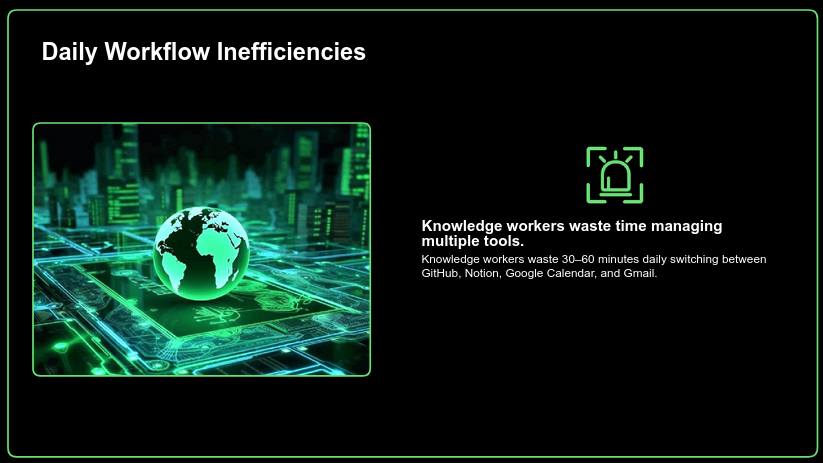 Daily Workflow Inefficiencies
Knowledge workers waste time managing
multiple tools.
Knowledge workers waste 30–60 minutes daily switching between
GitHub, Notion, Google Calendar, and Gmail.